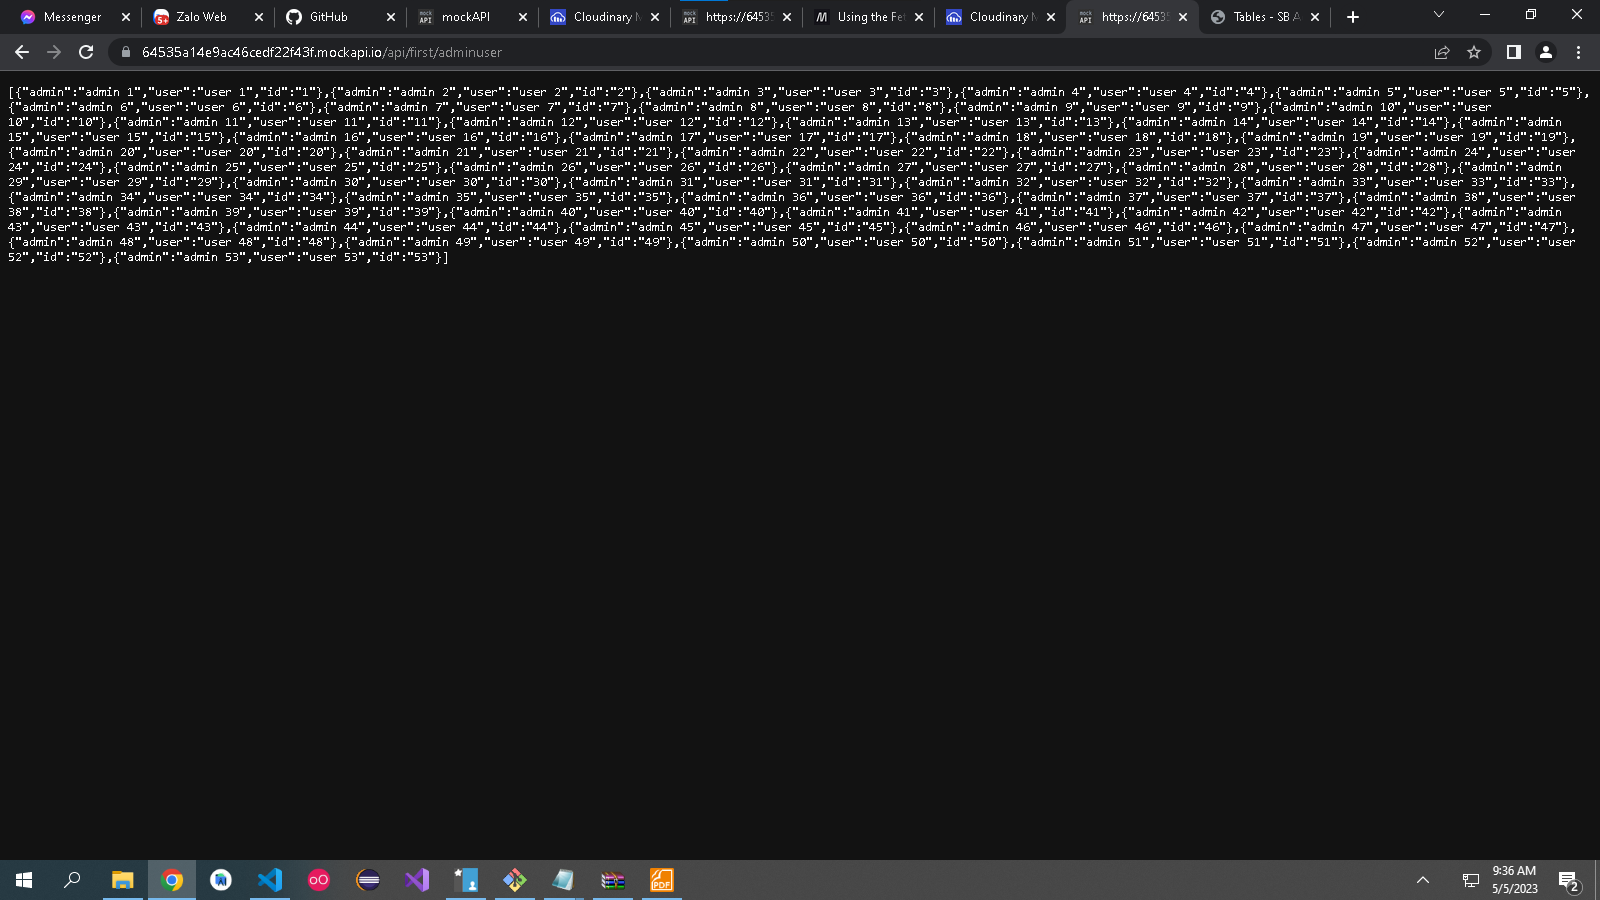 Messenger
Zalo Web
GitHub
mockAPI
Cloudinary M
https://64535
Using the Fet
Cloudinary M
https://64535
Tables - SB A
64535a14e9ac46cedf22f43f.mockapi.io/api/first/adminuser
[{"admin":"admin 1","user":"user 1","id":"1"},{"admin":"admin 2","user":"user 2","id":"2"},{"admin":"admin 3","user":"user 3","id":"3"},{"admin":"admin 4","user":"user 4","id":"4"},{"admin":"admin 5","user":"user 5","id":"5"},
{"admin":"admin 6","user":"user 6","id":"6"},{"admin":"admin 7","user":"user 7","id":"7"},{"admin":"admin 8","user":"user 8","id":"8"},{"admin":"admin 9","user":"user 9","id":"9"},{"admin":"admin 10","user":"user
10","id":"10"},{"admin":"admin 11","user":"user 11","id":"11"},{"admin":"admin 12","user":"user 12","id":"12"},{"admin":"admin 13","user":"user 13","id":"13"},{"admin":"admin 14","user":"user 14","id":"14"},{"admin":"admin
15","user":"user 15","id":"15"},{"admin":"admin 16","user":"user 16","id":"16"},{"admin":"admin 17","user":"user 17","id":"17"},{"admin":"admin 18","user":"user 18","id":"18"},{"admin":"admin 19","user":"user 19","id":"19"},
{"admin":"admin 20","user":"user 20","id":"20"},{"admin":"admin 21","user":"user 21","id":"21"},{"admin":"admin 22","user":"user 22","id":"22"},{"admin":"admin 23","user":"user 23","id":"23"},{"admin":"admin 24","user":"user
24","id":"24"},{"admin":"admin 25","user":"user 25","id":"25"},{"admin":"admin 26","user":"user 26","id":"26"},{"admin":"admin 27","user":"user 27","id":"27"},{"admin":"admin 28","user":"user 28","id":"28"},{"admin":"admin
29","user":"user 29","id":"29"},{"admin":"admin 30","user":"user 30","id":"30"},{"admin":"admin 31","user":"user 31","id":"31"},{"admin":"admin 32","user":"user 32","id":"32"},{"admin":"admin 33","user":"user 33","id":"33"},
{"admin":"admin 34","user":"user 34","id":"34"},{"admin":"admin 35","user":"user 35","id":"35"},{"admin":"admin 36","user":"user 36","id":"36"},{"admin":"admin 37","user":"user 37","id":"37"},{"admin":"admin 38","user":"user
38","id":"38"},{"admin":"admin 39","user":"user 39","id":"39"},{"admin":"admin 40","user":"user 40","id":"40"},{"admin":"admin 41","user":"user 41","id":"41"},{"admin":"admin 42","user":"user 42","id":"42"},{"admin":"admin
43","user":"user 43","id":"43"},{"admin":"admin 44","user":"user 44","id":"44"},{"admin":"admin 45","user":"user 45","id":"45"},{"admin":"admin 46","user":"user 46","id":"46"},{"admin":"admin 47","user":"user 47","id":"47"},
{"admin":"admin 48","user":"user 48","id":"48"},{"admin":"admin 49","user":"user 49","id":"49"},{"admin":"admin 50","user":"user 50","id":"50"},{"admin":"admin 51","user":"user 51","id":"51"},{"admin":"admin 52","user":"user
52","id":"52"},{"admin":"admin 53","user":"user 53","id":"53"}]
PDF
9:36 AM
5/5/2023
2